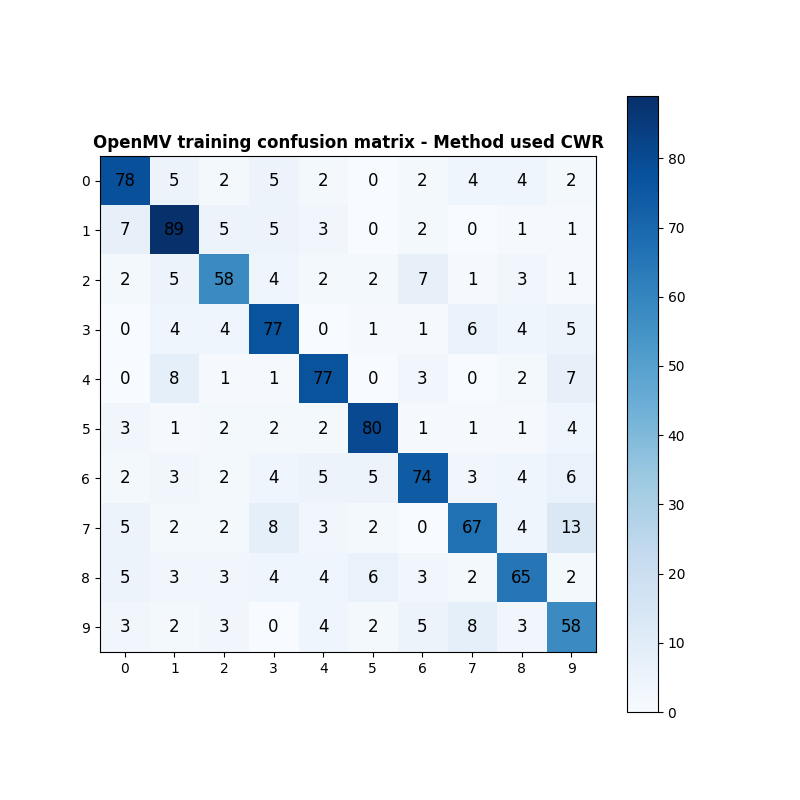 OpenMV training confusion matrix - Method used CWR
0 78 5 2 5 2 0 2 4 4 2
1 7 89 5 5 3 0 2 0 1 1
2 2 5 58 4 2 2 7 1 3 1
3 0 4 4 77 0 1 1 6 4 5
4 0 8 1 1 77 0 3 0 2 7
5 3 1 2 2 2 80 1 1 1 4
6 2 3 2 4 5 5 74 3 4 6
7 5 2 2 8 3 2 0 67 4 13
8 5 3 3 4 4 6 3 2 65 2
9 3 2 3 0 4 2 5 8 3 58
0 1 2 3 4 5 6 7 8 9
80
70
60
50
40
30
20
10
0